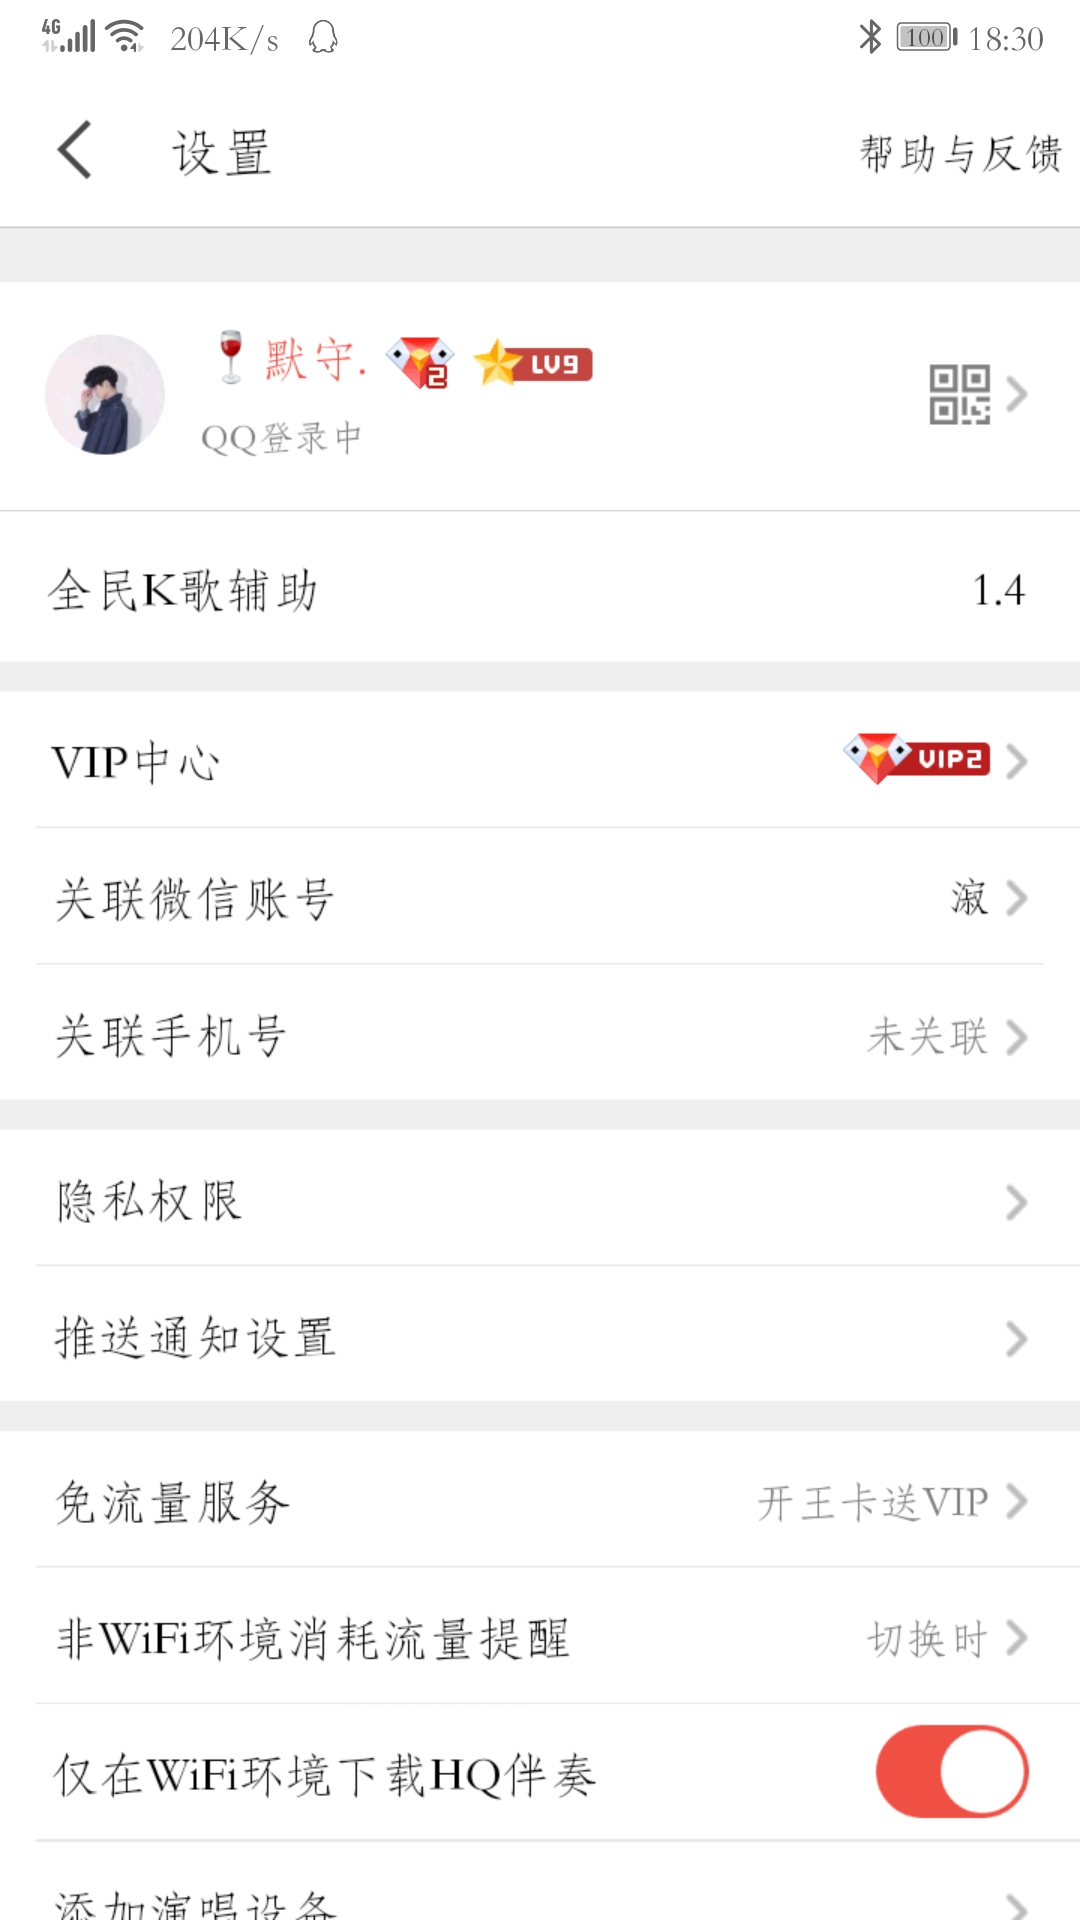 4G 204K/s 100 18:30
设置 帮助与反馈
默守. 2 LV9
QQ登录中
全民K歌辅助 1.4
VIP中心 VIP2
关联微信账号 溆
关联手机号 未关联
隐私权限
推送通知设置
免流量服务 开王卡送VIP
非WiFi环境消耗流量提醒 切换时
仅在WiFi环境下载HQ伴奏
添加演唱设备